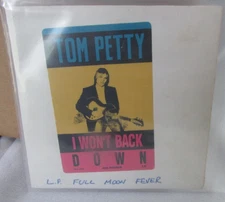 TOM PETTY
I WON'T BACK
DOWN
L.P. FULL MOON FEVER